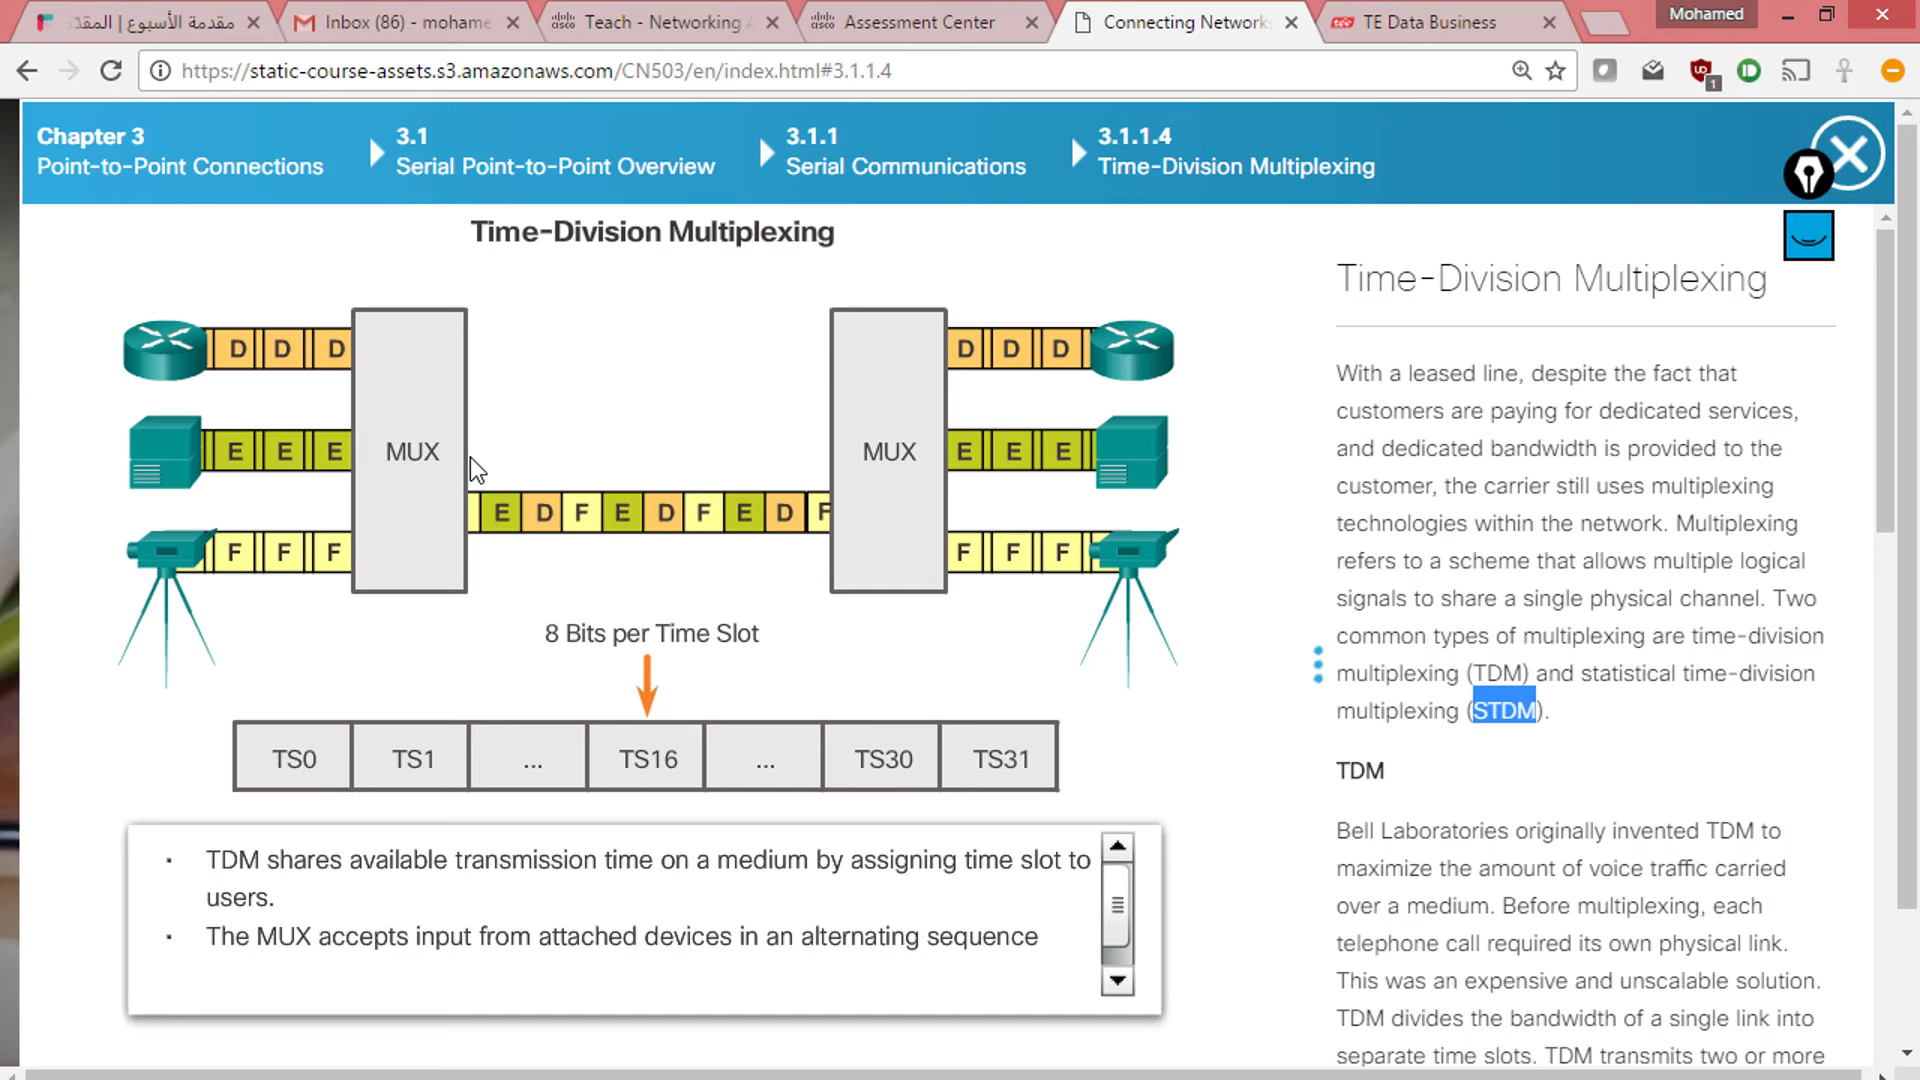 مقدمة الأسبوع | المقد
Inbox (86) - mohame
Teach - Networking A
Assessment Center
Connecting Network
TE Data Business
Mohamed
https://static-course-assets.s3.amazonaws.com/CN503/en/index.html#3.1.1.4
Chapter 3
Point-to-Point Connections
3.1
Serial Point-to-Point Overview
3.1.1
Serial Communications
3.1.1.4
Time-Division Multiplexing
Time-Division Multiplexing
D D D
MUX
MUX
D D D
E E E
E E E
E D F E D F E D F
F F F
F F F
8 Bits per Time Slot
TS0 TS1 ... TS16 ... TS30 TS31
· TDM shares available transmission time on a medium by assigning time slot to
users.
· The MUX accepts input from attached devices in an alternating sequence
Time-Division Multiplexing
With a leased line, despite the fact that
customers are paying for dedicated services,
and dedicated bandwidth is provided to the
customer, the carrier still uses multiplexing
technologies within the network. Multiplexing
refers to a scheme that allows multiple logical
signals to share a single physical channel. Two
common types of multiplexing are time-division
multiplexing (TDM) and statistical time-division
multiplexing (STDM).
TDM
Bell Laboratories originally invented TDM to
maximize the amount of voice traffic carried
over a medium. Before multiplexing, each
telephone call required its own physical link.
This was an expensive and unscalable solution.
TDM divides the bandwidth of a single link into
separate time slots. TDM transmits two or more